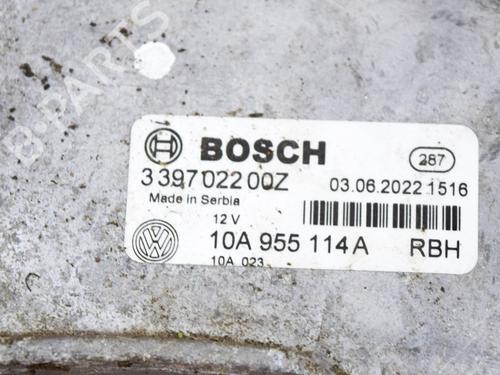 B-PARTS
BOSCH
287
3 397 022 00Z
03.06.2022 1516
Made in Serbia
12 V
10A 955 114 A RBH
10A 023